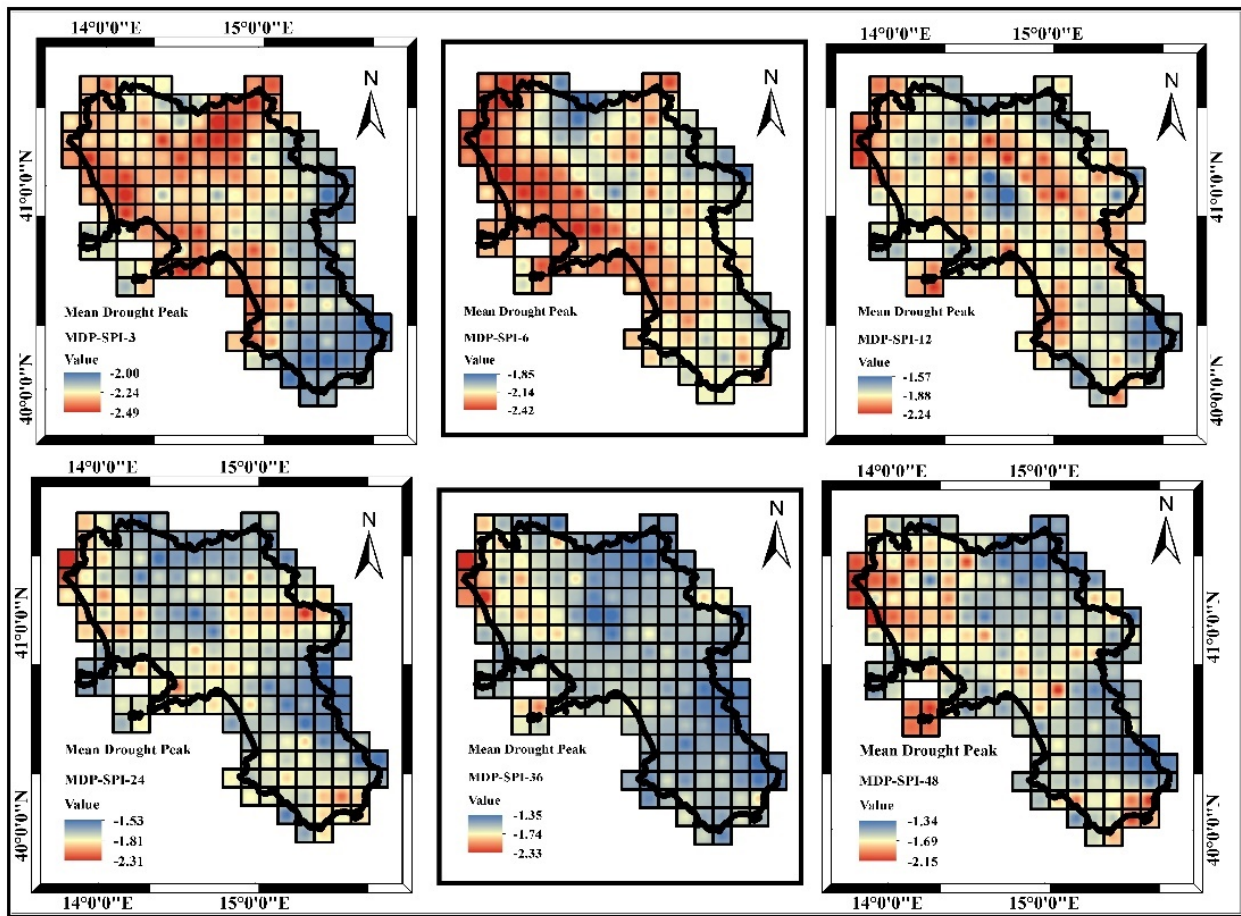 14°0'0"E 15°0'0"E
14°0'0"E 15°0'0"E
N
N
N
41°0'0"N
41°0'0"N
40°0'0"N
40°0'0"N
Mean Drought Peak
MDP-SPI-3
Value
-2.00
-2.24
-2.49
Mean Drought Peak
MDP-SPI-6
Value
-1.85
-2.14
-2.42
Mean Drought Peak
MDP-SPI-12
Value
-1.57
-1.88
-2.24
14°0'0"E 15°0'0"E
N
N
N
41°0'0"N
41°0'0"N
40°0'0"N
40°0'0"N
Mean Drought Peak
MDP-SPI-24
Value
-1.53
-1.81
-2.31
Mean Drought Peak
MDP-SPI-36
Value
-1.35
-1.74
-2.33
Mean Drought Peak
MDP-SPI-48
Value
-1.34
-1.69
-2.15
14°0'0"E 15°0'0"E
14°0'0"E 15°0'0"E